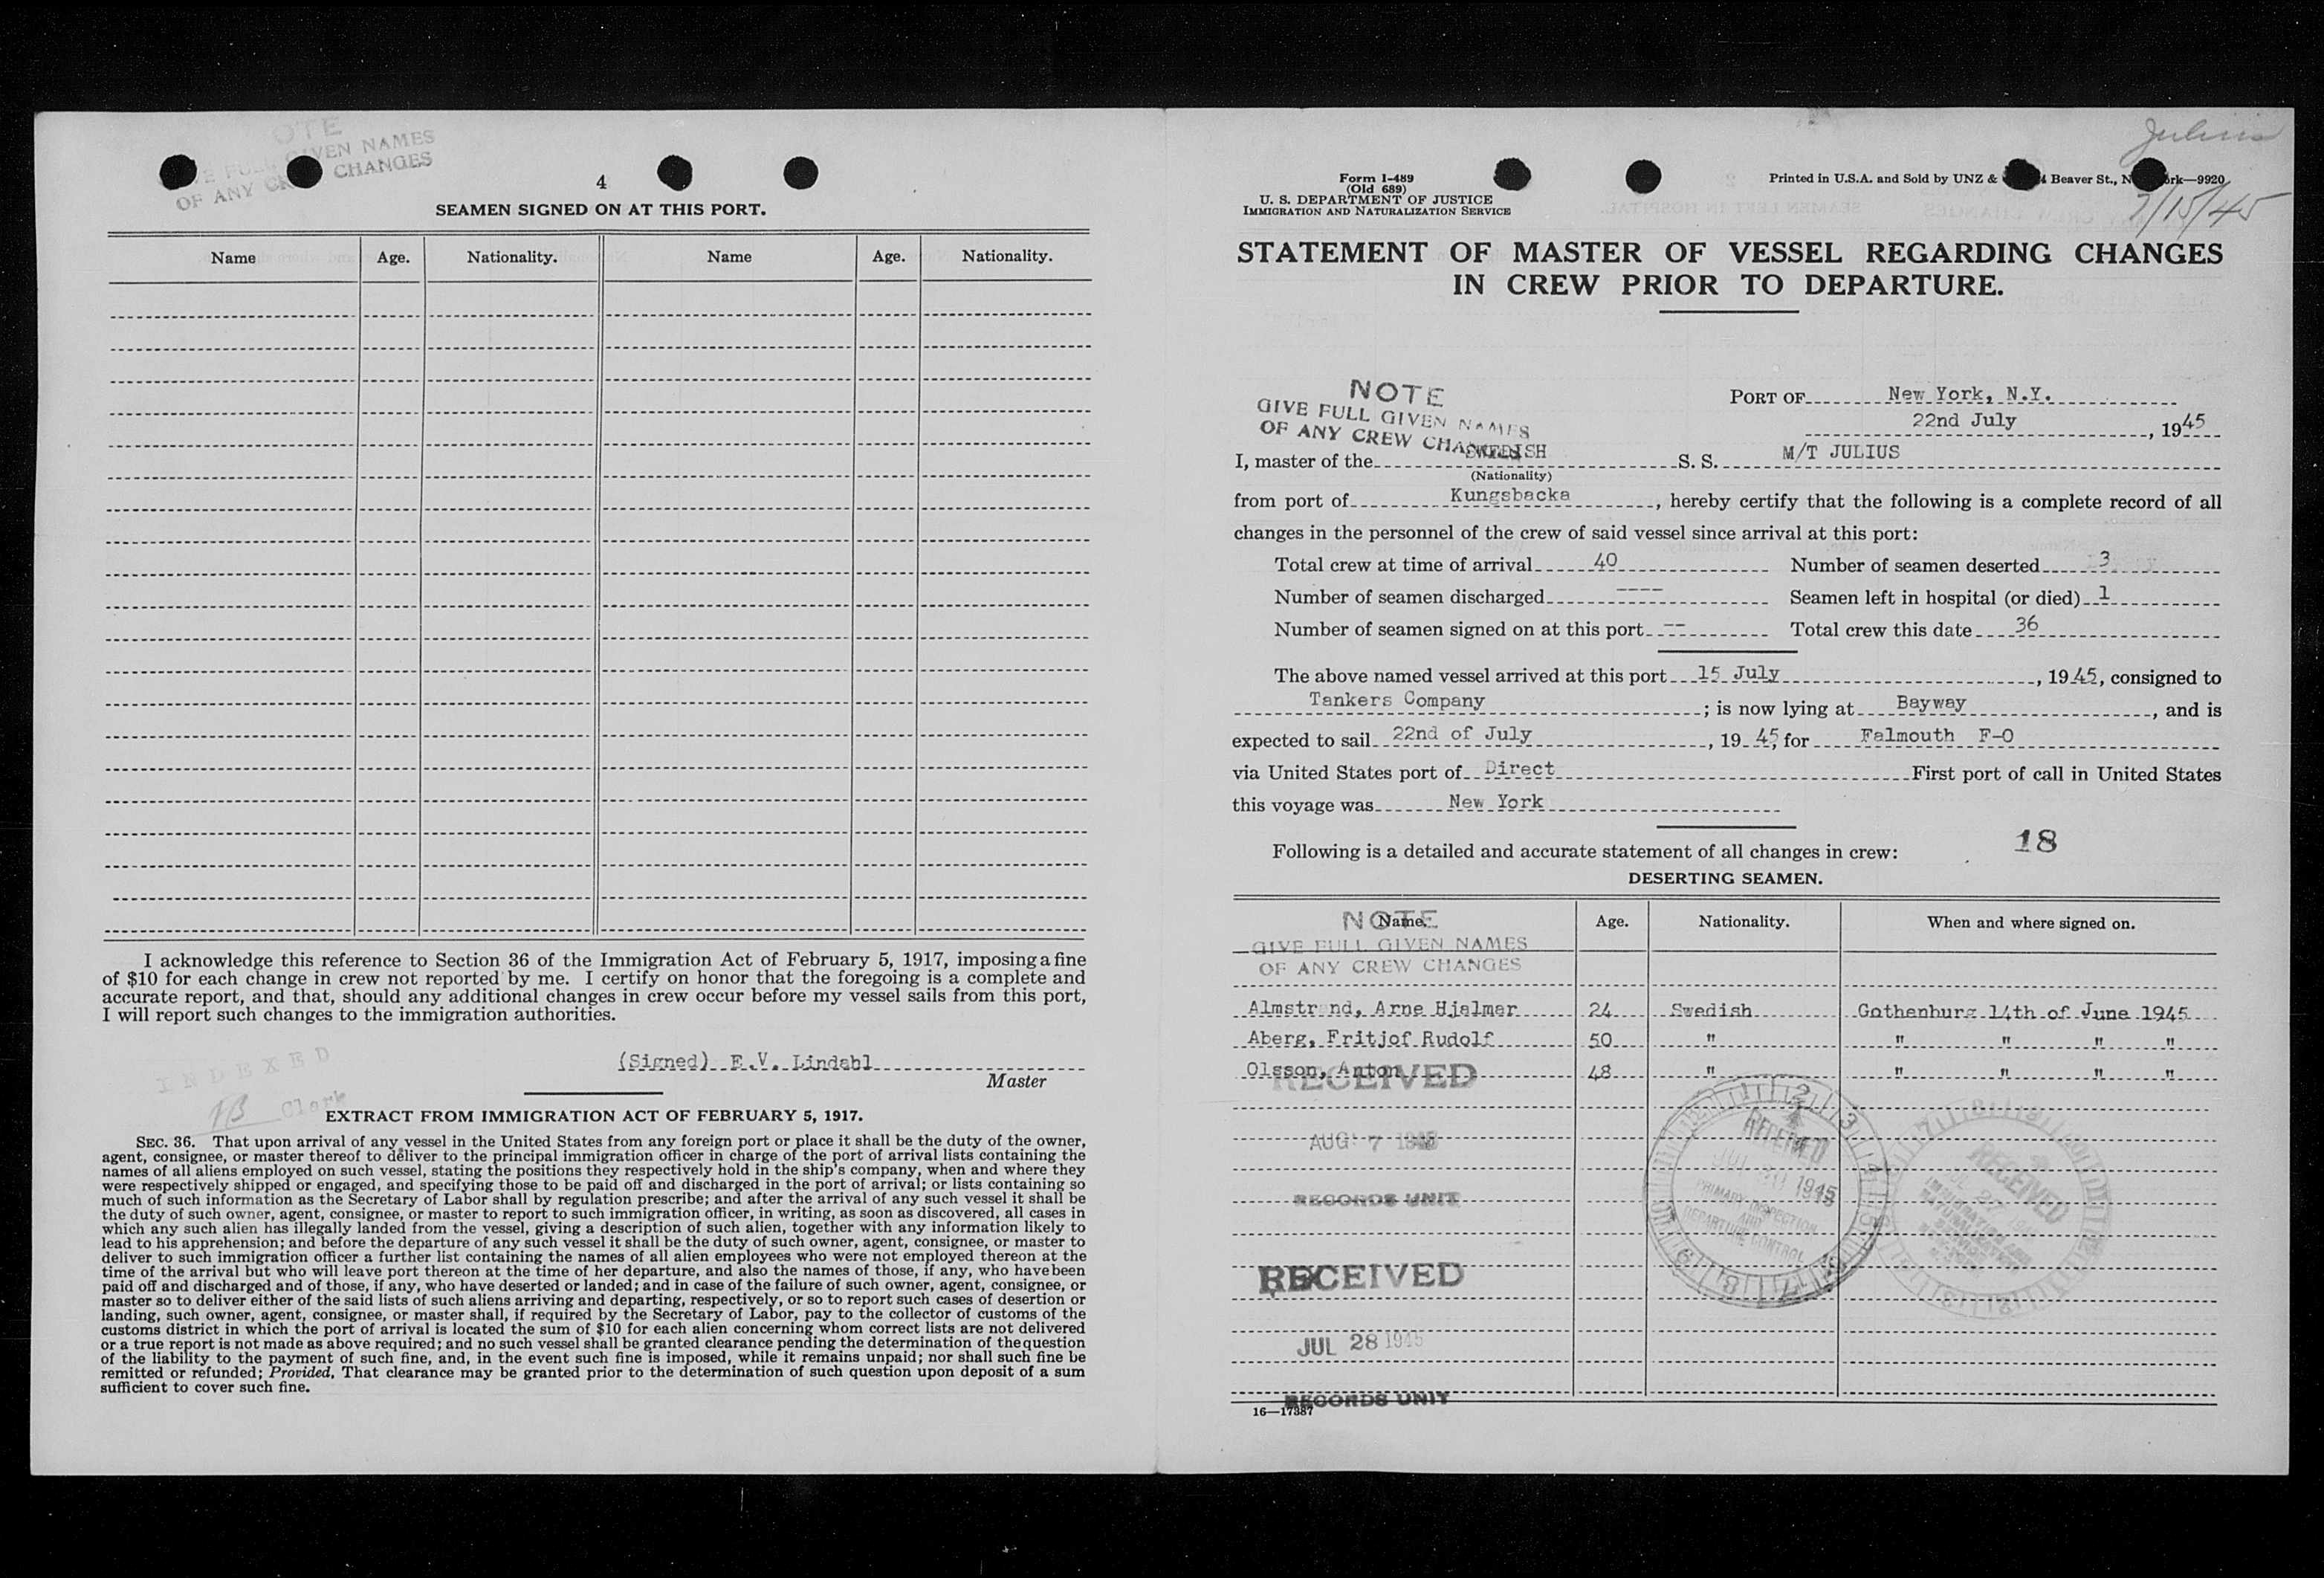 OTE
FULL GIVEN NAMES
OF ANY CHANGES
4
SEAMEN SIGNED ON AT THIS PORT.
Name Age. Nationality. Name Age. Nationality.
I acknowledge this reference to Section 36 of the Immigration Act of February 5, 1917, imposing a fine
of $10 for each change in crew not reported by me. I certify on honor that the foregoing is a complete and
accurate report, and that, should any additional changes in crew occur before my vessel sails from this port,
I will report such changes to the immigration authorities.
INDEXED
(Signed) E.V. Lindahl
Master
Clerk
EXTRACT FROM IMMIGRATION ACT OF FEBRUARY 5, 1917.
SEC. 36. That upon arrival of any vessel in the United States from any foreign port or place it shall be the duty of the owner,
agent, consignee, or master thereof to deliver to the principal immigration officer in charge of the port of arrival lists containing the
names of all aliens employed on such vessel, stating the positions they respectively hold in the ship's company, when and where they
were respectively shipped or engaged, and specifying those to be paid off and discharged in the port of arrival; or lists containing so
much of such information as the Secretary of Labor shall by regulation prescribe; and after the arrival of any such vessel it shall be
the duty of such owner, agent, consignee, or master to report to such immigration officer, in writing, as soon as discovered, all cases in
which any such alien has illegally landed from the vessel, giving a description of such alien, together with any information likely to
lead to his apprehension; and before the departure of any such vessel it shall be the duty of such owner, agent, consignee, or master to
deliver to such immigration officer a further list containing the names of all alien employees who were not employed thereon at the
time of the arrival but who will leave port thereon at the time of her departure, and also the names of those, if any, who have been
paid off and discharged and of those, if any, who have deserted or landed; and in case of the failure of such owner, agent, consignee, or
master so to deliver either of the said lists of such aliens arriving and departing, respectively, or so to report such cases of desertion or
landing, such owner, agent, consignee, or master shall, if required by the Secretary of Labor, pay to the collector of customs of the
customs district in which the port of arrival is located the sum of $10 for each alien concerning whom correct lists are not delivered
or a true report is not made as above required; and no such vessel shall be granted clearance pending the determination of the question
of the liability to the payment of such fine, and, in the event such fine is imposed, while it remains unpaid; nor shall such fine be
remitted or refunded; Provided, That clearance may be granted prior to the determination of such question upon deposit of a sum
sufficient to cover such fine.
Julius
7/15/45
Form I-489
(Old 689)
U. S. DEPARTMENT OF JUSTICE
IMMIGRATION AND NATURALIZATION SERVICE
Printed in U.S.A. and Sold by UNZ & Beaver St., N ork—9920
STATEMENT OF MASTER OF VESSEL REGARDING CHANGES
IN CREW PRIOR TO DEPARTURE.
NOTE
GIVE FULL GIVEN NAMES
OF ANY CREW CHANGES
PORT OF New York, N.Y.
22nd July, 1945
I, master of the SWEDISH S. S. M/T JULIUS
(Nationality)
from port of Kungsbacka, hereby certify that the following is a complete record of all
changes in the personnel of the crew of said vessel since arrival at this port:
Total crew at time of arrival 40 Number of seamen deserted 3
Number of seamen discharged ---- Seamen left in hospital (or died) 1
Number of seamen signed on at this port -- Total crew this date 36
The above named vessel arrived at this port 15 July, 1945, consigned to
Tankers Company; is now lying at Bayway, and is
expected to sail 22nd of July, 1945, for Falmouth F-O
via United States port of Direct First port of call in United States
this voyage was New York
18
Following is a detailed and accurate statement of all changes in crew:
DESERTING SEAMEN.
Name. Age. Nationality. When and where signed on.
NOTE
GIVE FULL GIVEN NAMES
OF ANY CREW CHANGES
Almstr nd, Arne Hjalmar 24 Swedish Gothenburg 14th of June 1945
Aberg, Fritjof Rudolf 50 " " " " "
Olsson, Anton 48 " " " " "
RECEIVED
AUG 7 1945
RECORDS UNIT
RECEIVED
JUL 1945
PRIMARY INSPECTION
AND
DEPARTURE CONTROL
RECEIVED
JUL 27
IMMIGRATION AND
RECEIVED
JUL 28 1945
RECORDS UNIT
16—17387